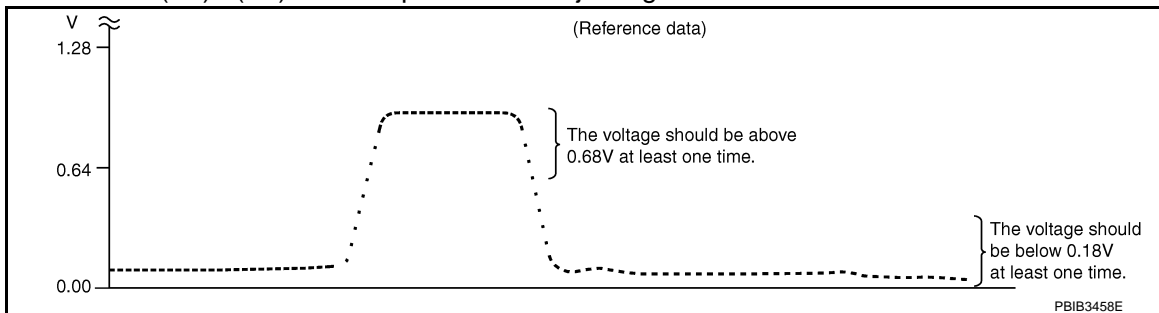 V
(Reference data)
1.28
The voltage should be above
0.68V at least one time.
0.64
The voltage should
be below 0.18V
at least one time.
0.00
PBIB3458E